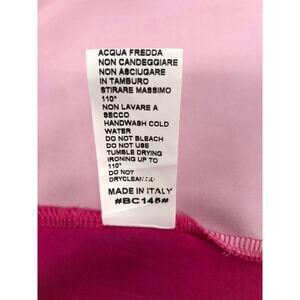 ACQUA FREDDA
NON CANDEGGIARE
NON ASCIUGARE
IN TAMBURO
STIRARE MASSIMO
110°
NON LAVARE A
SECCO
HANDWASH COLD
WATER
DO NOT BLEACH
DO NOT USE
TUMBLE DRYING
IRONING UP TO
110°
DO NOT
DRYCLEANING
MADE IN ITALY
#BC145#